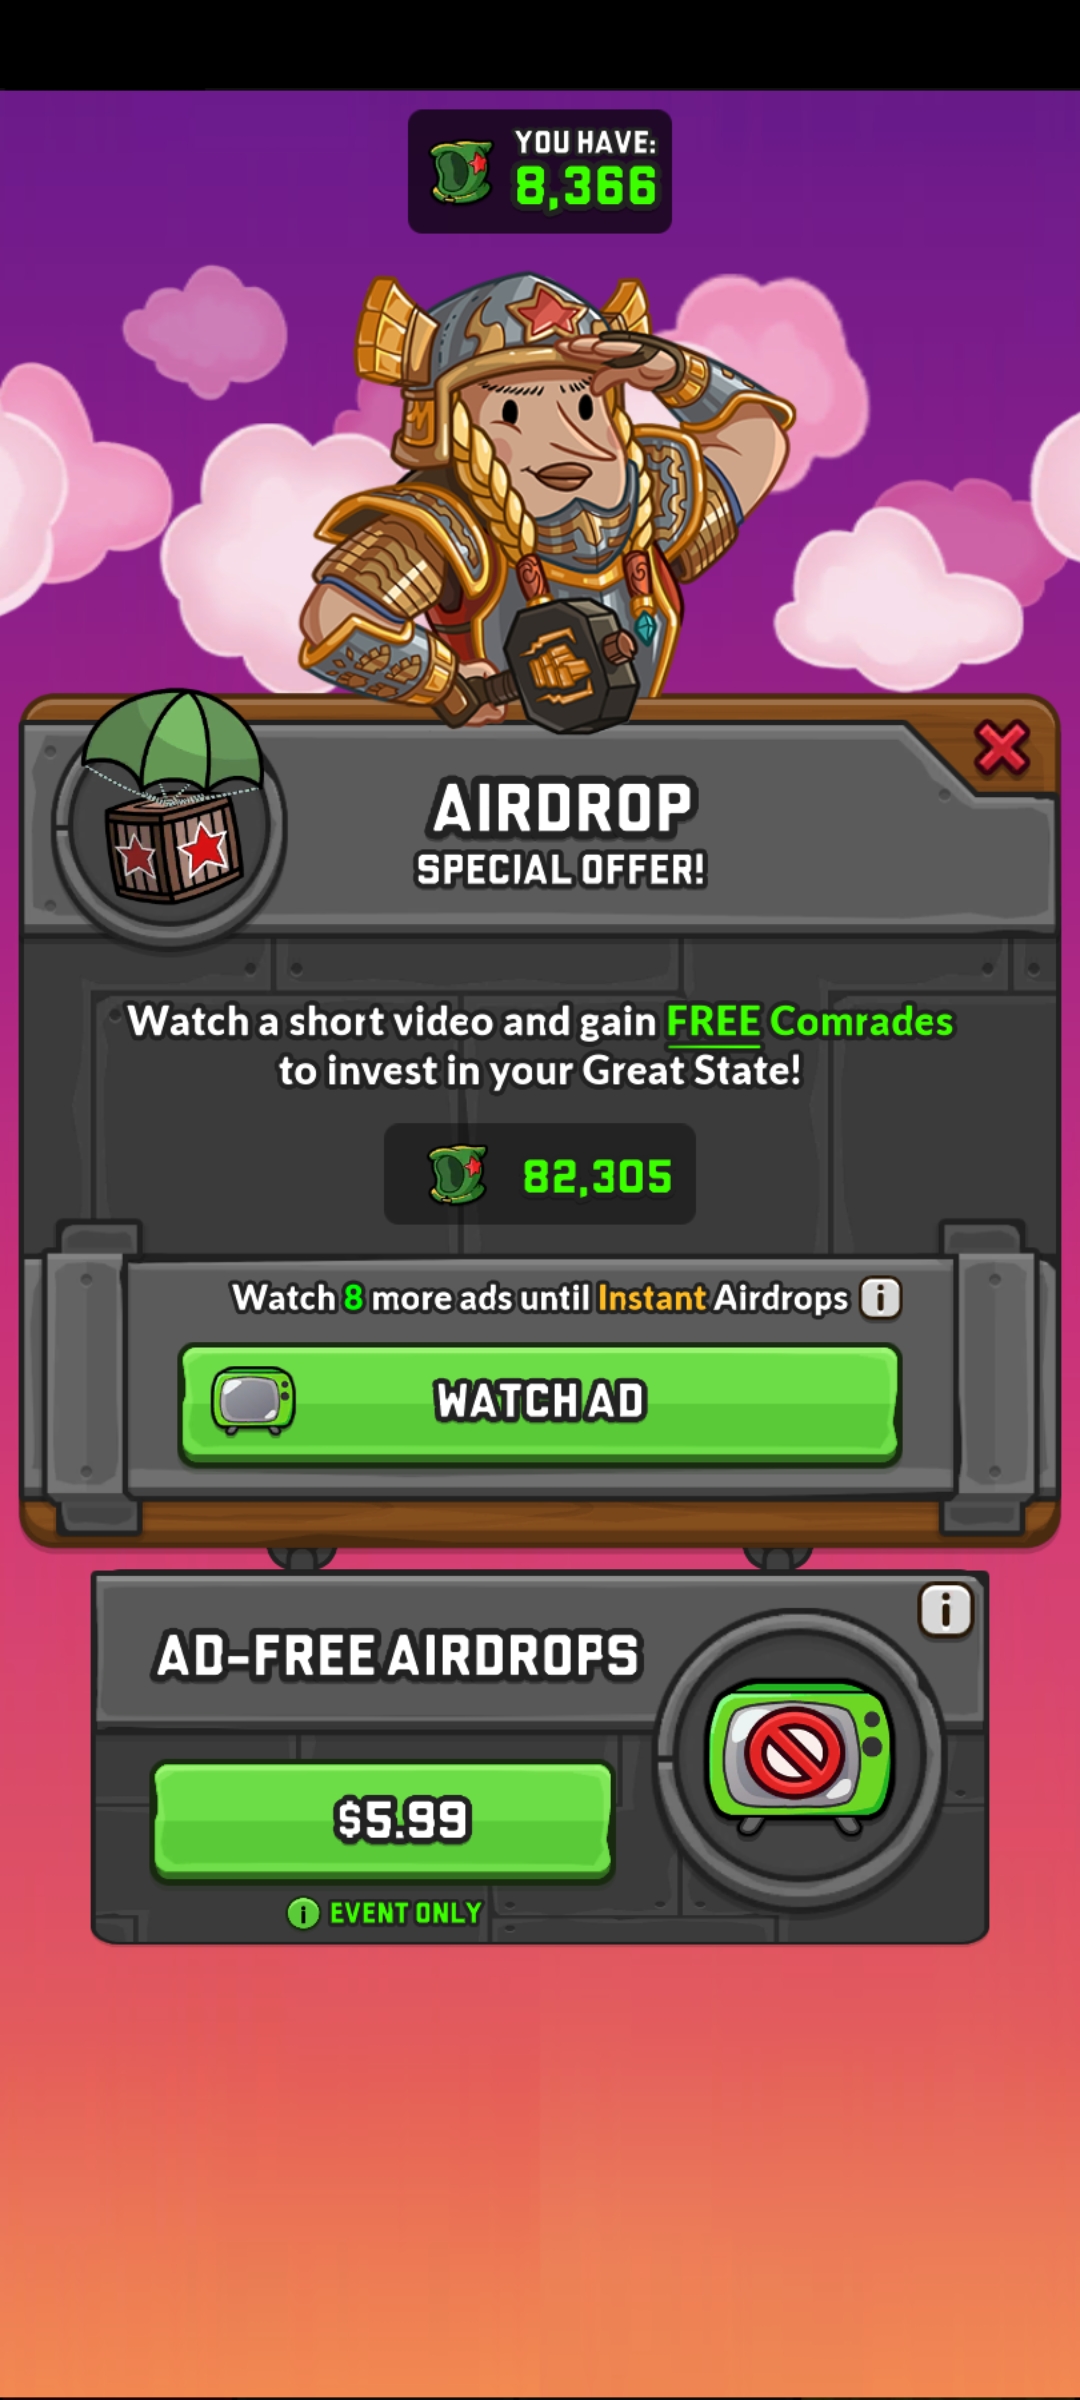 YOU HAVE:
8,366
AIRDROP
SPECIAL OFFER!
Watch a short video and gain FREE Comrades
to invest in your Great State!
82,305
Watch 8 more ads until Instant Airdrops i
WATCH AD
i
AD-FREE AIRDROPS
$5.99
i EVENT ONLY